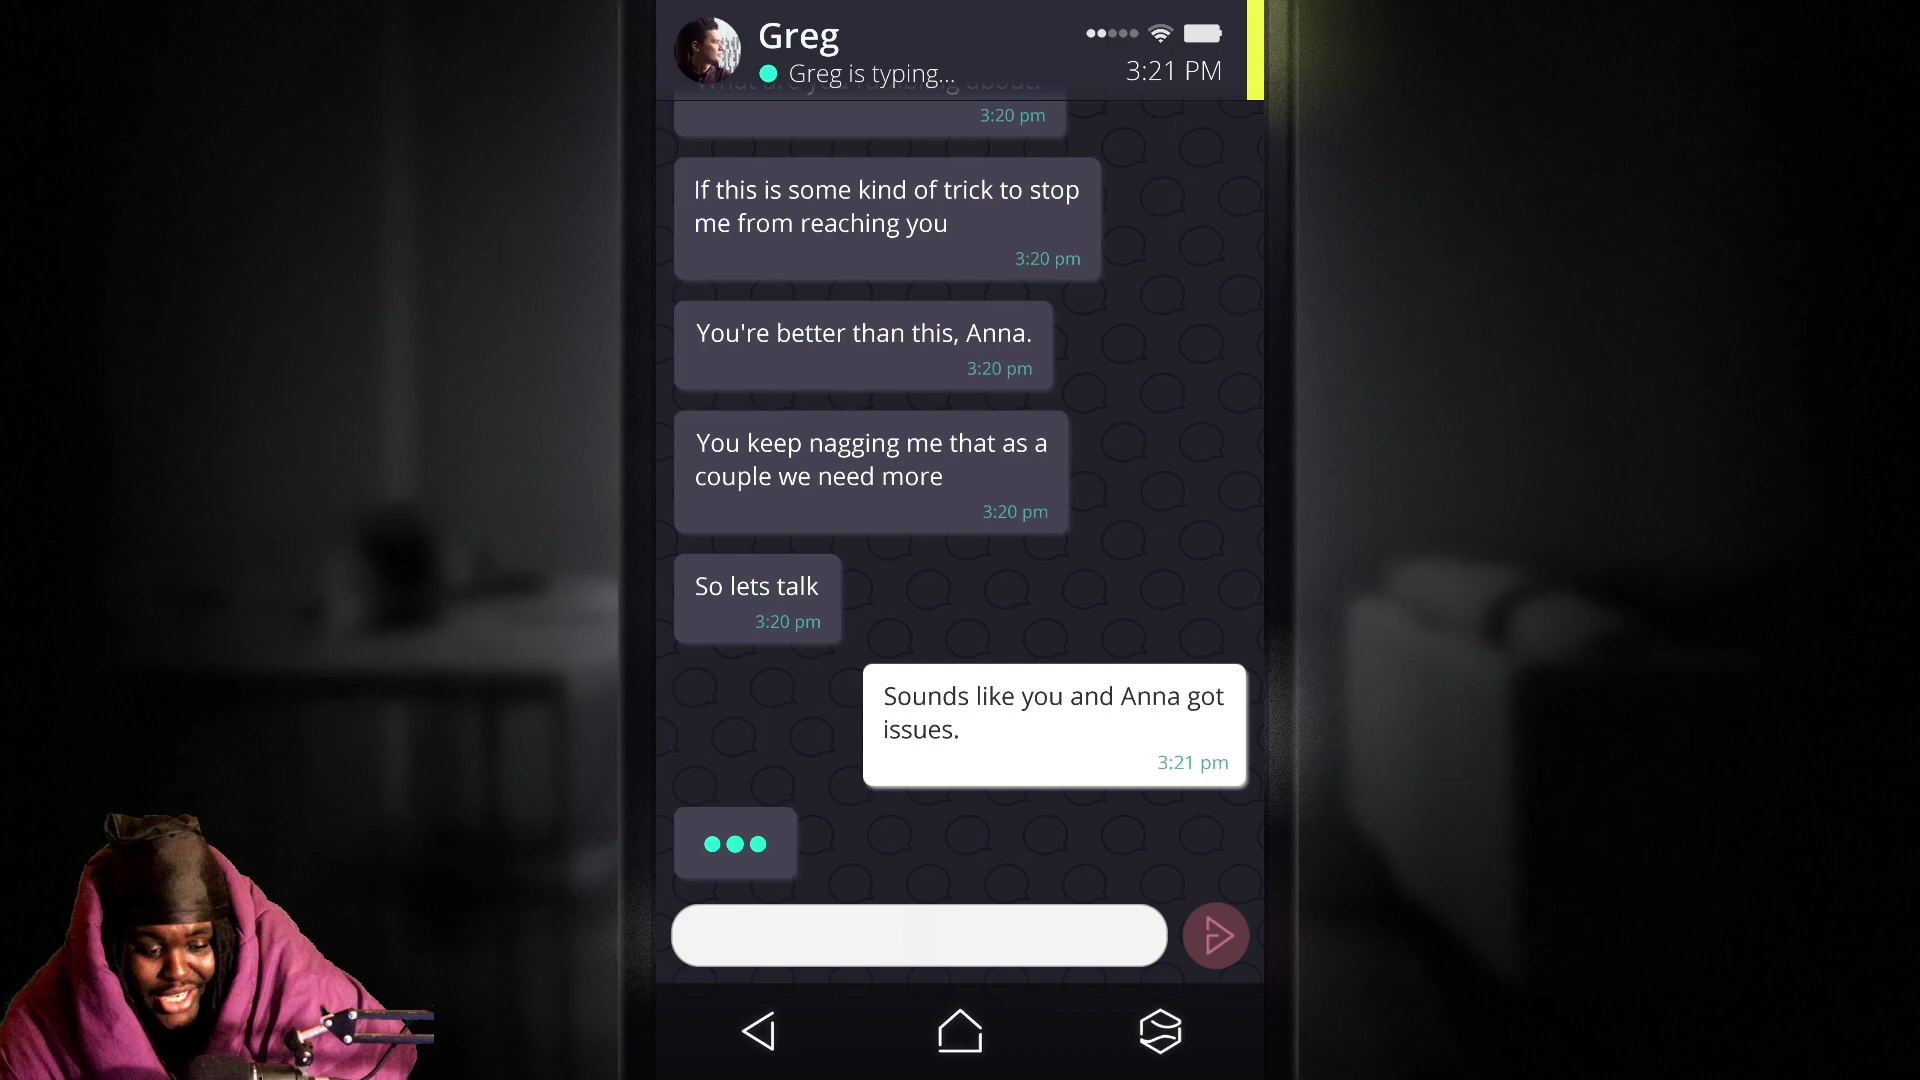 Greg
Greg is typing...
3:21 PM
3:20 pm
If this is some kind of trick to stop
me from reaching you
3:20 pm
You're better than this, Anna.
3:20 pm
You keep nagging me that as a
couple we need more
3:20 pm
So lets talk
3:20 pm
Sounds like you and Anna got
issues.
3:21 pm